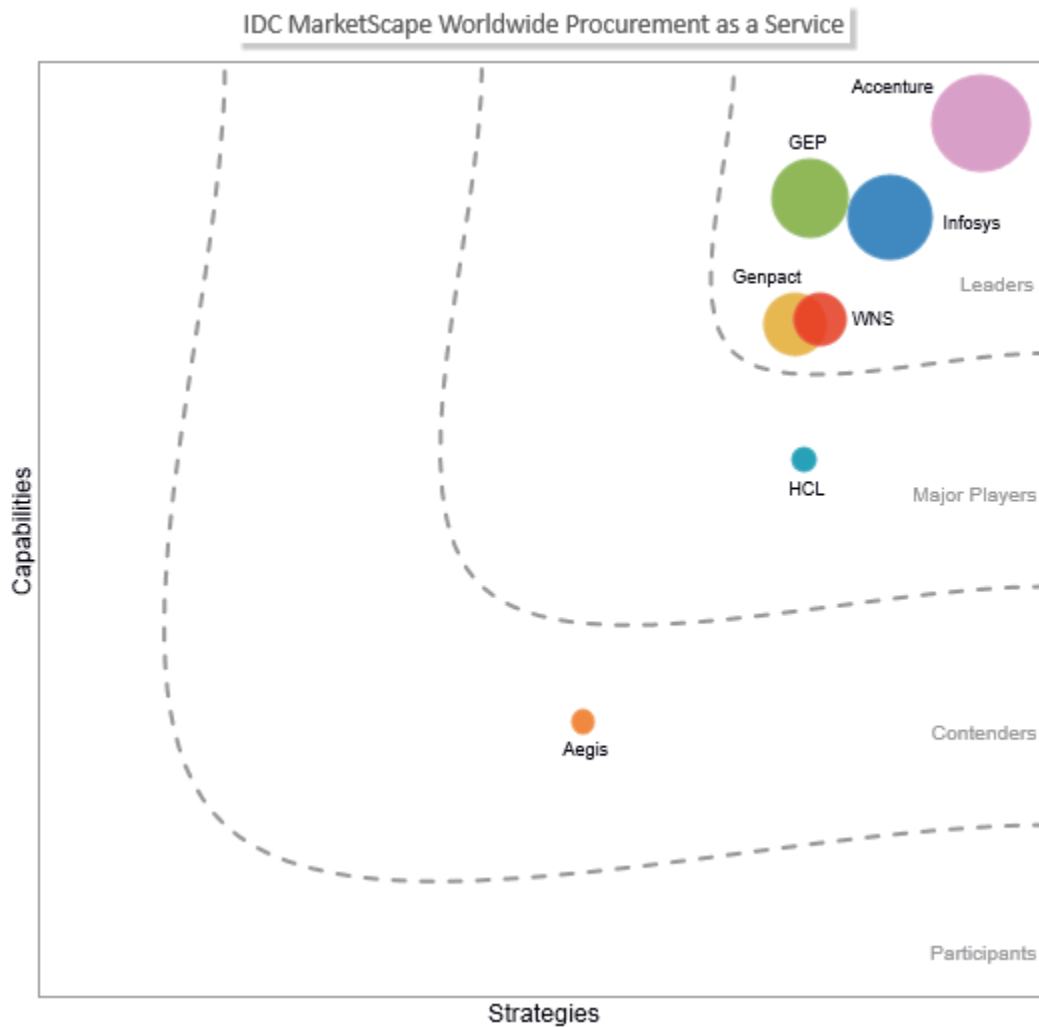 IDC MarketScape Worldwide Procurement as a Service
Accenture
GEP
Infosys
Genpact
Leaders
WNS
HCL
Major Players
Capabilities
Contenders
Aegis
Participants
Strategies